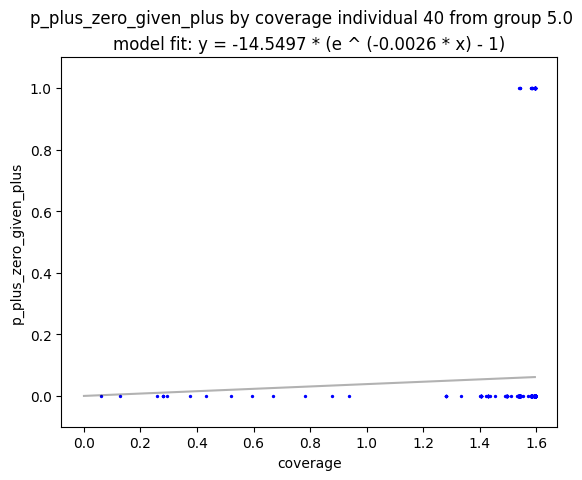 p_plus_zero_given_plus by coverage individual 40 from group 5.0
model fit: y = -14.5497 * (e ^ (-0.0026 * x) - 1)
p_plus_zero_given_plus
1.0
0.8
0.6
0.4
0.2
0.0
0.0 0.2 0.4 0.6 0.8 1.0 1.2 1.4 1.6
coverage